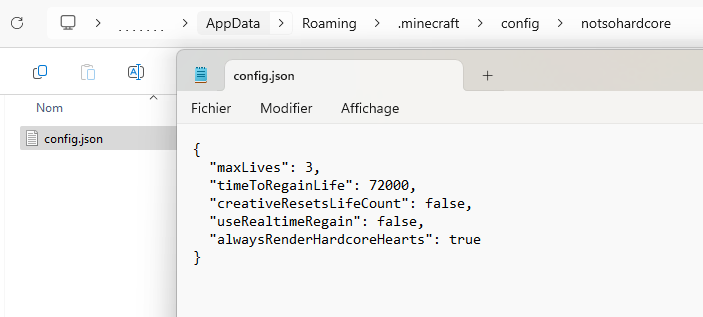 . . . . . . . > AppData > Roaming > .minecraft > config > notsohardcore
config.json
Fichier Modifier Affichage
Nom
config.json
{
"maxLives": 3,
"timeToRegainLife": 72000,
"creativeResetsLifeCount": false,
"useRealtimeRegain": false,
"alwaysRenderHardcoreHearts": true
}